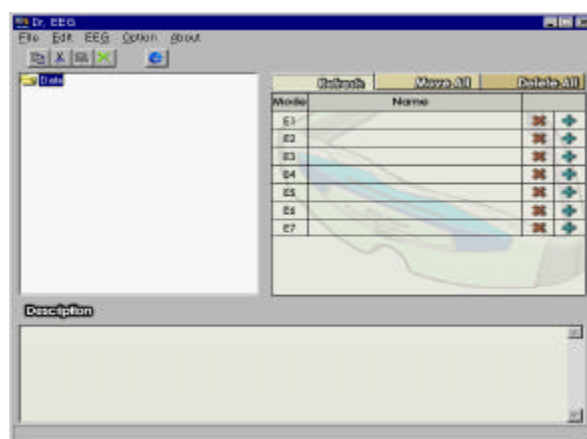 Dr. EEG
File Edit EEG Option About
Data
Refresh Move All Delete All
Mode Name
E1
E2
E3
E4
E5
E6
E7
Description